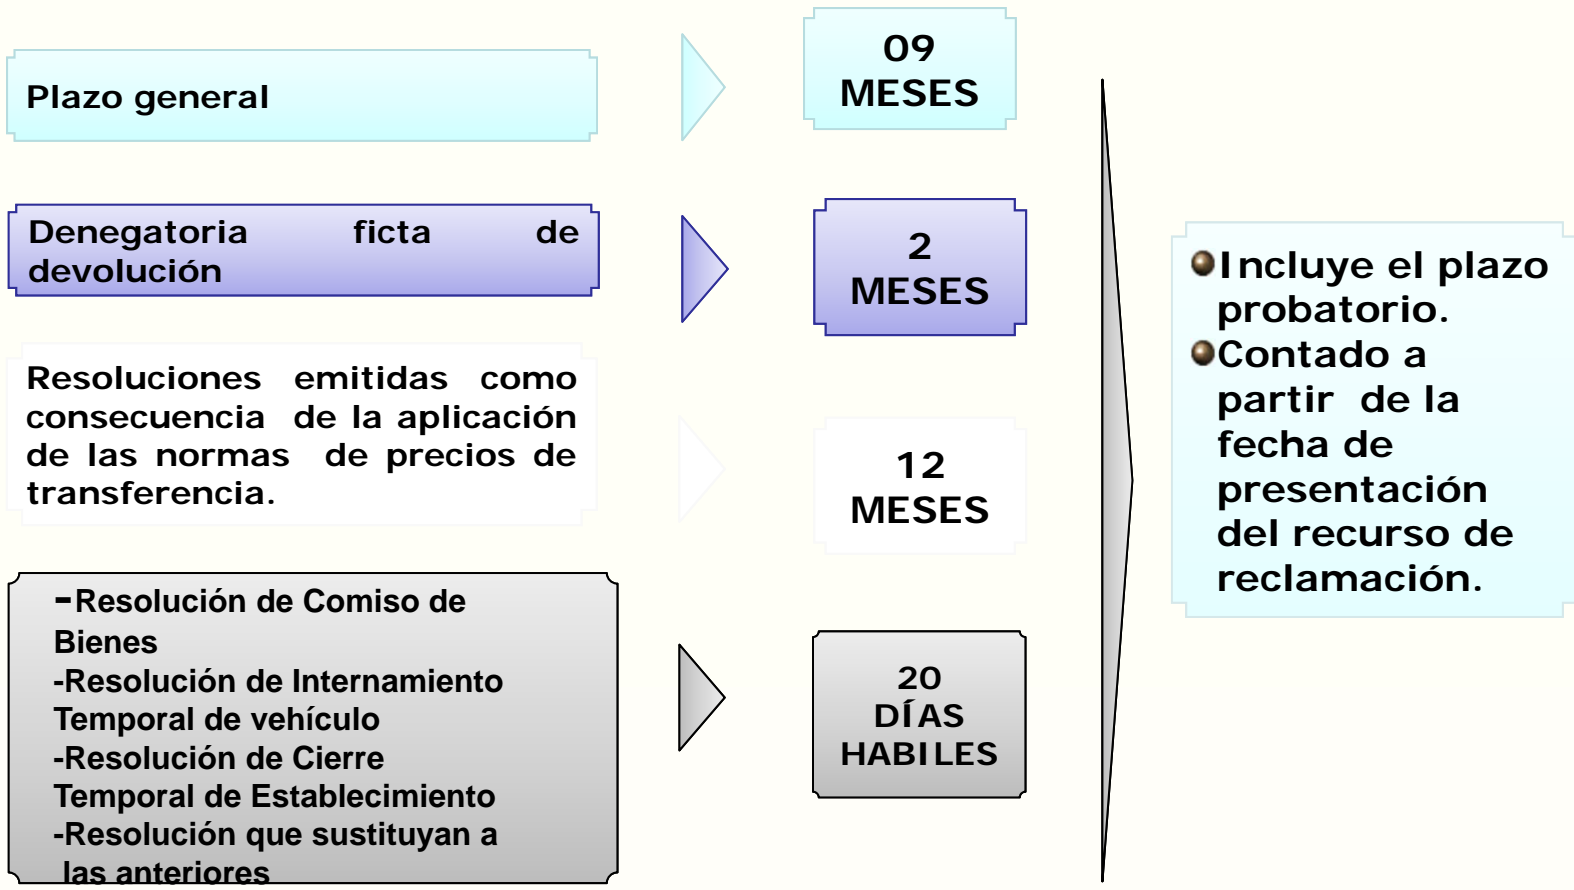 Plazo general
09
MESES
Denegatoria ficta de
devolución
2
MESES
Resoluciones emitidas como
consecuencia de la aplicación
de las normas de precios de
transferencia.
12
MESES
-Resolución de Comiso de
Bienes
-Resolución de Internamiento
Temporal de vehículo
-Resolución de Cierre
Temporal de Establecimiento
-Resolución que sustituyan a
las anteriores
20
DÍAS
HABILES
Incluye el plazo
probatorio.
Contado a
partir de la
fecha de
presentación
del recurso de
reclamación.